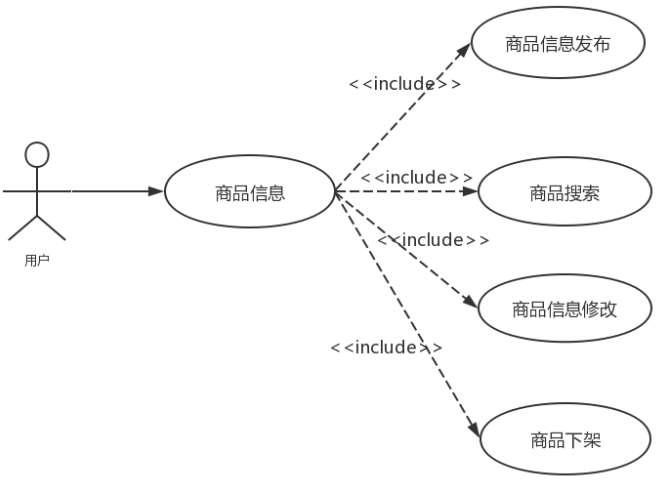 商品信息发布
<<include>>
<<include>>
商品信息
商品搜索
<<include>>
用户
商品信息修改
<<include>>
商品下架